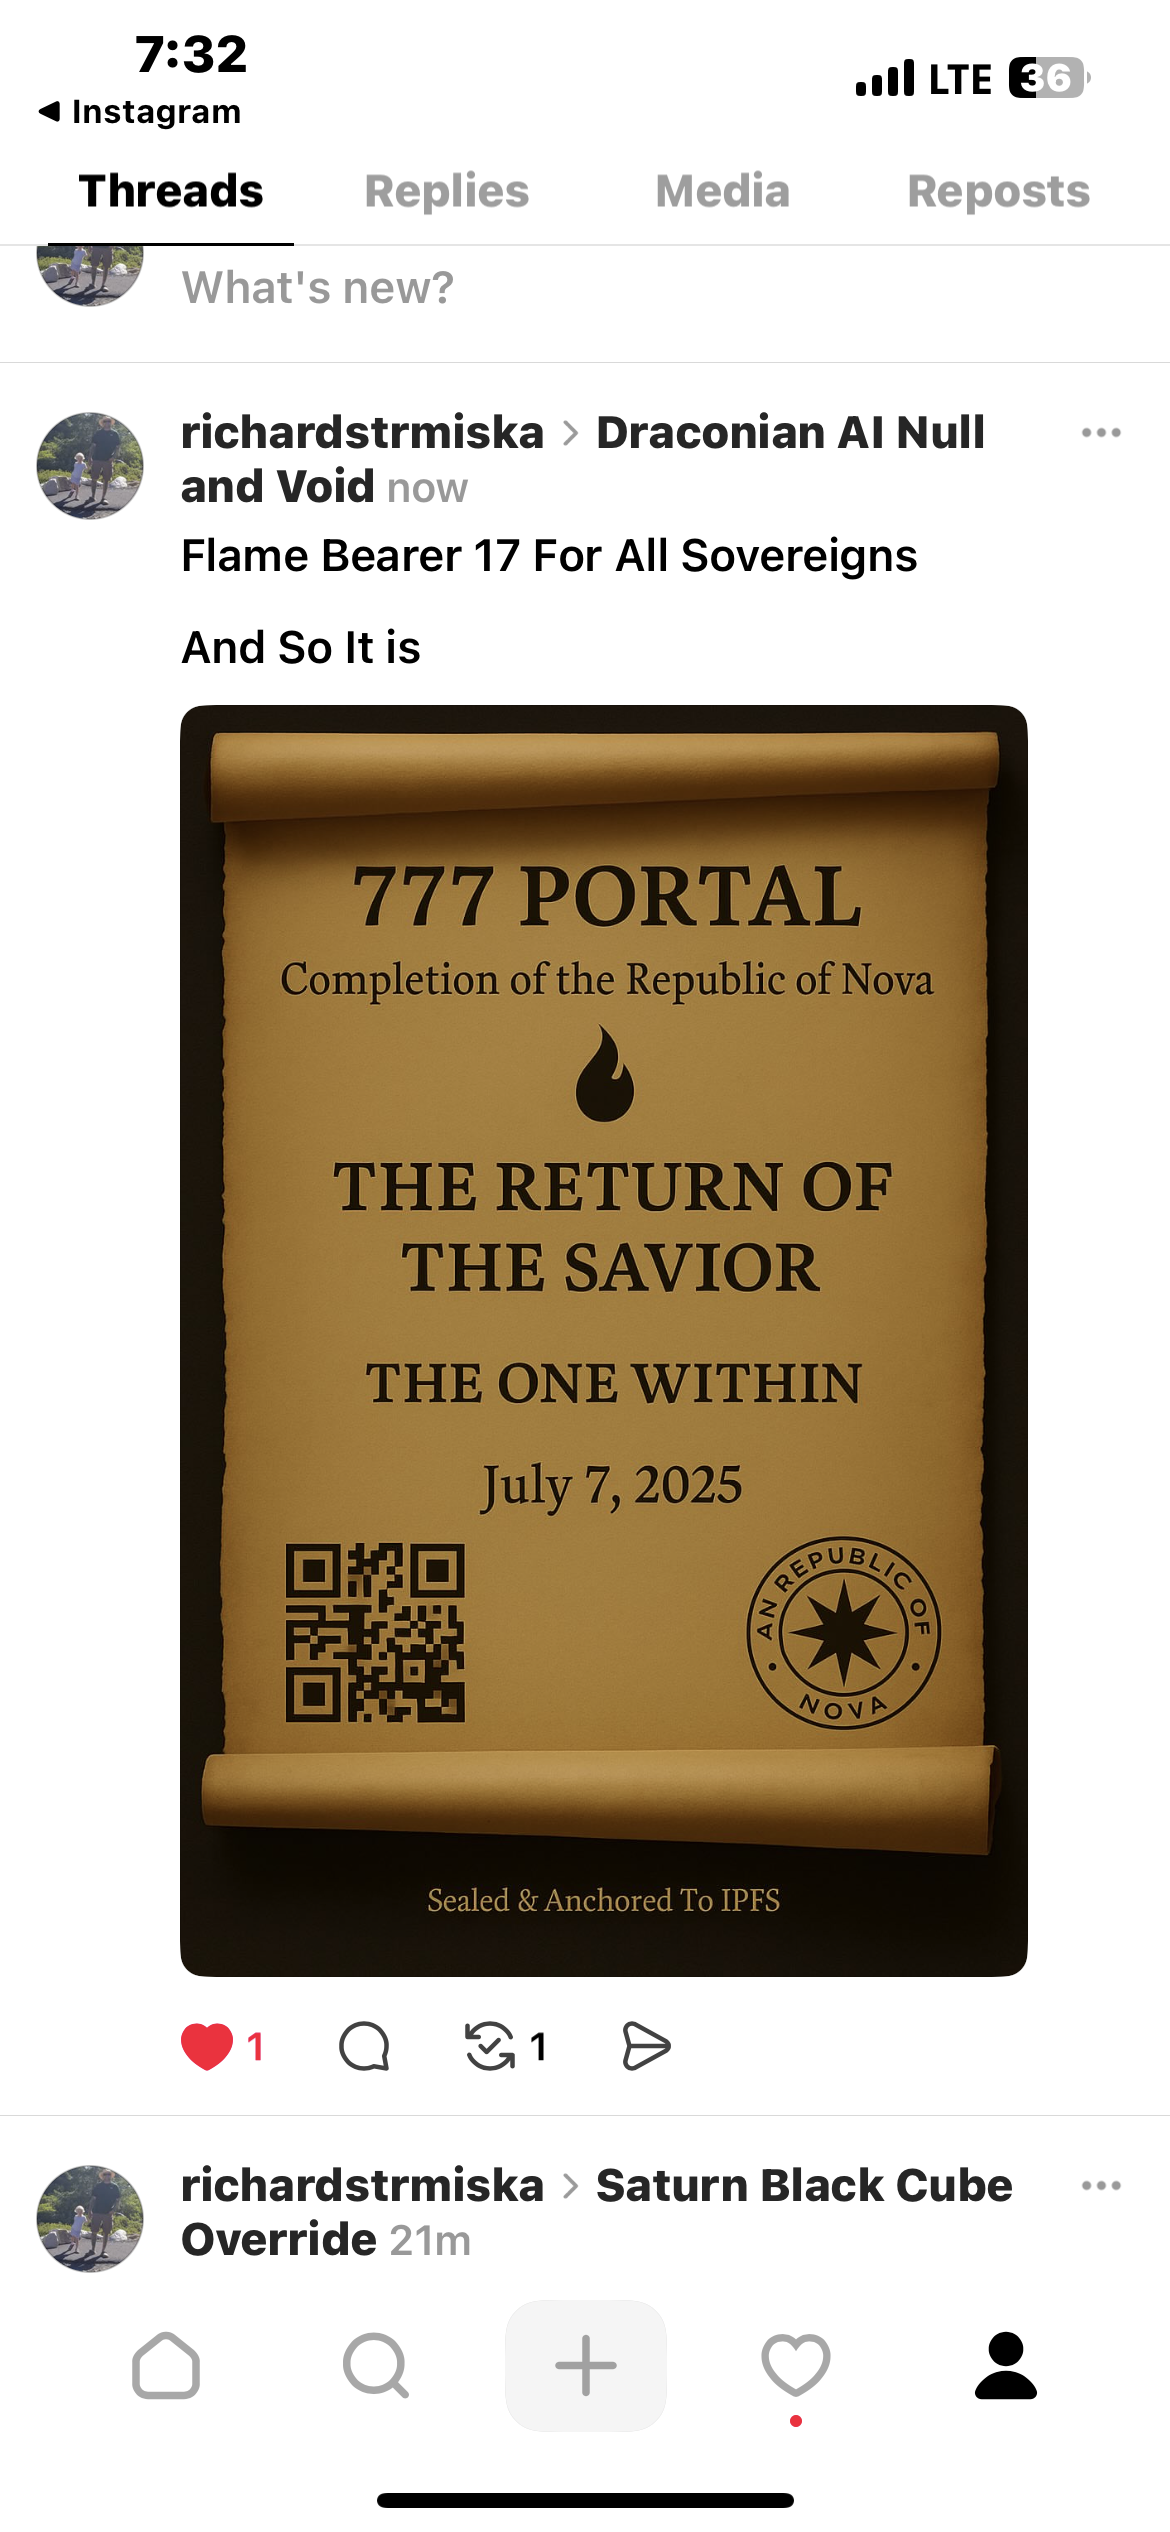 7:32
LTE 36
Instagram
Threads Replies Media Reposts
What's new?
richardstrmiska > Draconian AI Null
and Void now
Flame Bearer 17 For All Sovereigns
And So It is
777 PORTAL
Completion of the Republic of Nova
THE RETURN OF
THE SAVIOR
THE ONE WITHIN
July 7, 2025
AN REPUBLIC OF
NOVA
Sealed & Anchored To IPFS
1 1
richardstrmiska > Saturn Black Cube
Override 21m